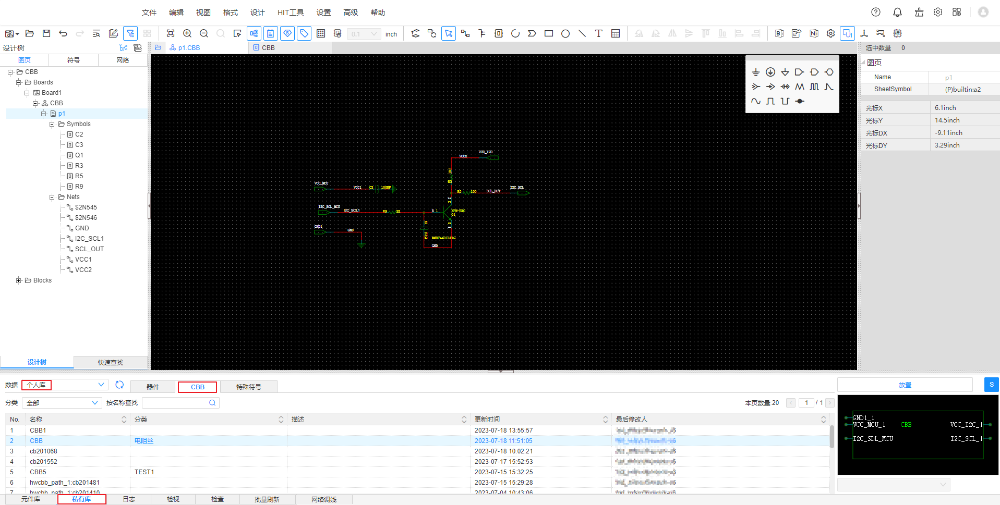 文件 编辑 视图 格式 设计 HIT工具 设置 高级 帮助
0.1 inch
设计树
p1.CBB CBB
选中数量 0
图页 符号 网络
图页
Name p1
SheetSymbol (P)builtin:a2
光标X 6.1inch
光标Y 14.5inch
光标DX -9.11inch
光标DY 3.29inch
CBB
Boards
Board1
CBB
p1
Symbols
C2
C3
Q1
R3
R5
R9
Nets
$2N545
$2N546
GND
I2C_SCL1
SCL_OUT
VCC1
VCC2
Blocks
VCC_I2C
VCC2
R3
VCC_MCU
VCC1 C2 100NF
R5 100 SCL_OUT I2C_SCL
I2C_SCL_MCU
I2C_SCL1 R9 2K
B 1
NPN-BEC
Q1
C3
GND1
GND
MMBT4401LT1G
GND
设计树 快速查找
数据 个人库 器件 CBB 特殊符号
放置 S
分类 全部 按名称查找 本页数量:20 1 / 1
No. 名称 分类 描述 更新时间 最后修改人
1 CBB1 2023-07-18 13:55:57
2 CBB 电阻丝 2023-07-18 11:51:05
3 cb201068 2023-07-18 10:02:21
4 cb201552 2023-07-17 15:52:53
5 CBB5 TEST1 2023-07-15 15:32:25
6 hwcbb_path_1:cb201481 2023-07-15 15:29:28
7 hwcbb_path_1:cb201410 2023-07-04 10:43:06
GND1_1
VCC_MCU_1 CBB VCC_I2C_1
I2C_SDL_MCU I2C_SCL_1
元件库 私有库 日志 检视 检查 批量刷新 网络调线